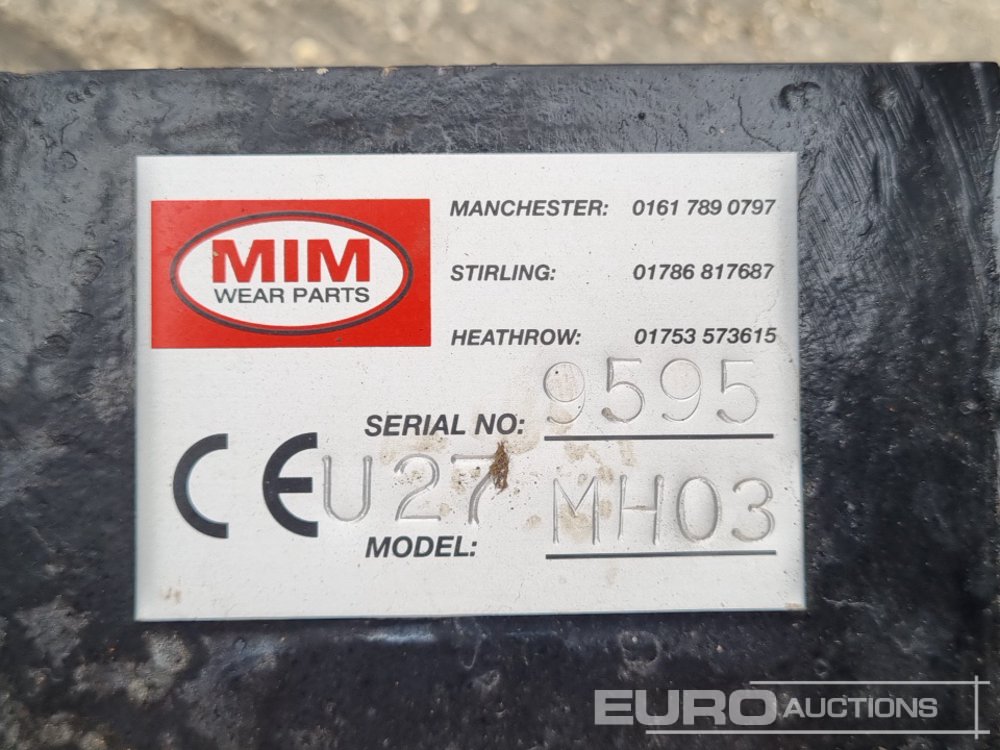 MIM
WEAR PARTS
MANCHESTER: 0161 789 0797
STIRLING: 01786 817687
HEATHROW: 01753 573615
SERIAL NO: 9595
CE U27
MODEL: MH03
EURO AUCTIONS